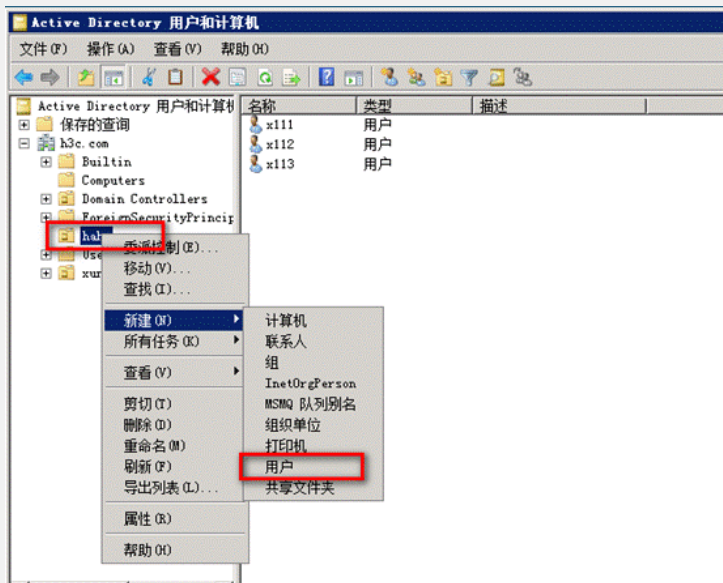 Active Directory 用户和计算机
文件(F) 操作(A) 查看(V) 帮助(H)
Active Directory 用户和计算机 名称 类型 描述
保存的查询 x111 用户
h3c.com x112 用户
Builtin x113 用户
Computers
Domain Controllers
ForeignSecurityPrincip
委派控制(E)...
Use
移动(V)...
xur
查找(I)...
新建(N) 计算机
所有任务(K) 联系人
组
查看(V) InetOrgPerson
剪切(T) MSMQ 队列别名
删除(D) 组织单位
重命名(M) 打印机
刷新(F) 用户
导出列表(L)... 共享文件夹
属性(R)
帮助(H)